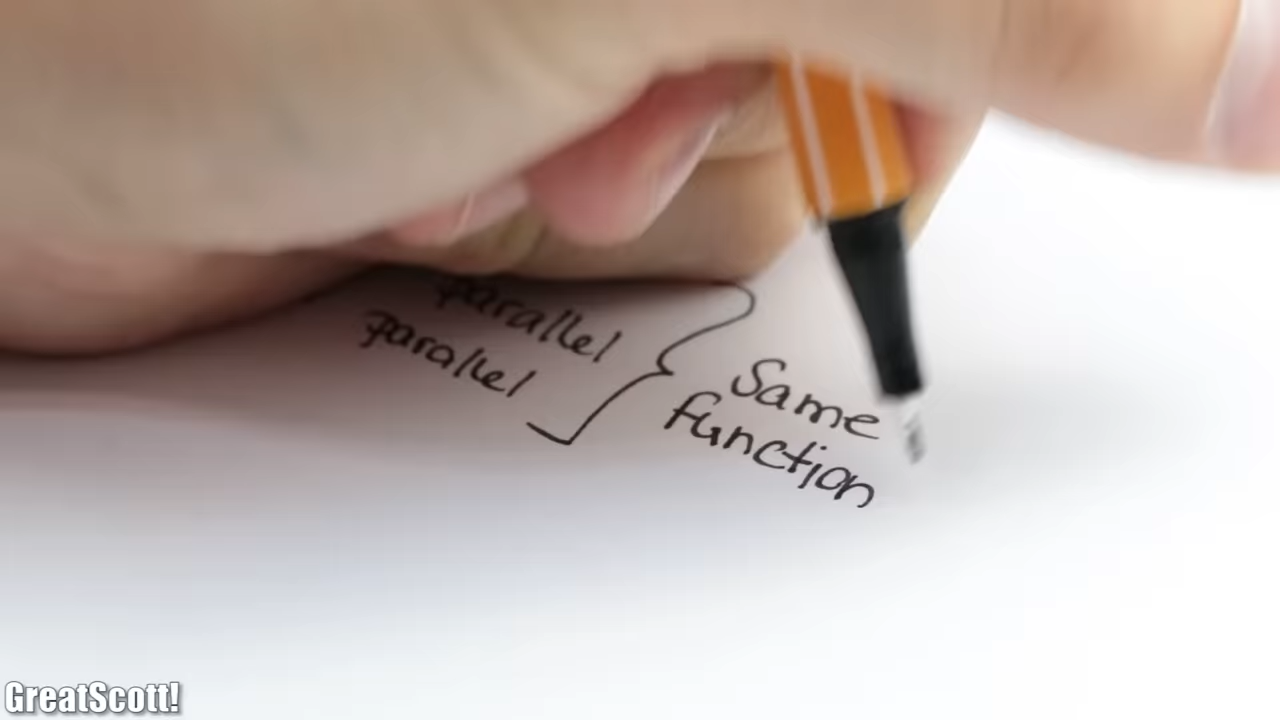 parallel
parallel
Same
function
GreatScott!